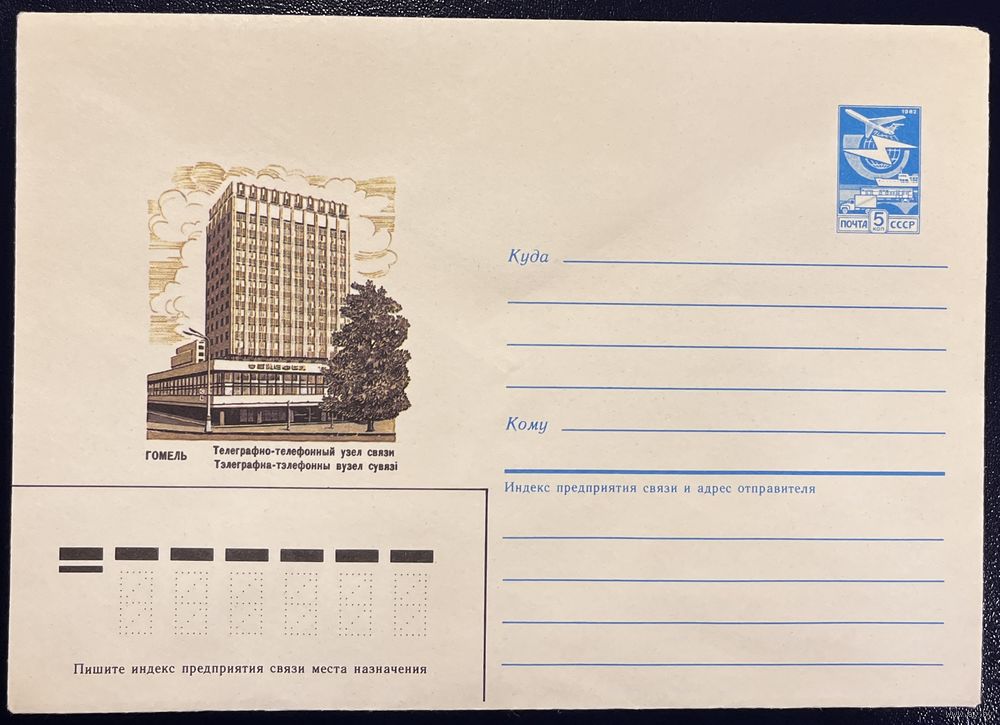 1982
ПОЧТА 5 КОП СССР
Куда
Кому
ГОМЕЛЬ
Телеграфно-телефонный узел связи
Тэлеграфна-тэлефонны вузел сувязі
Индекс предприятия связи и адрес отправителя
Пишите индекс предприятия связи места назначения